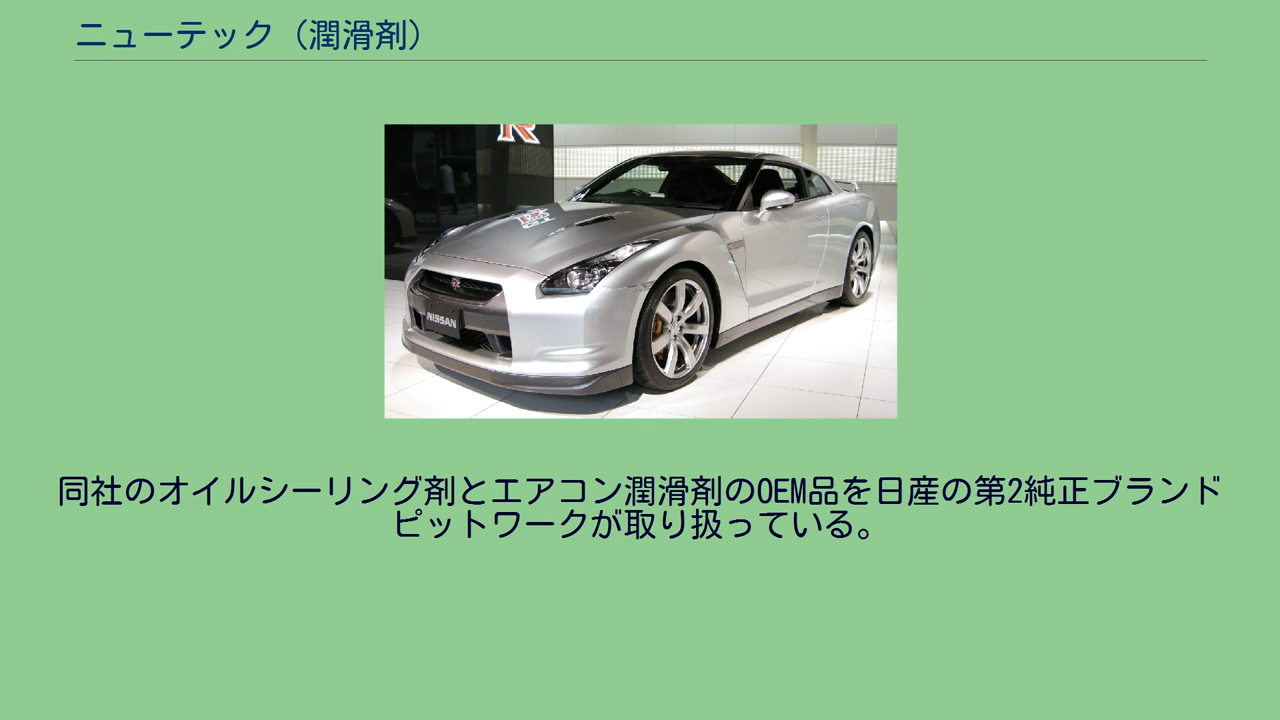 ニューテック（潤滑剤）
R
NISSAN
同社のオイルシーリング剤とエアコン潤滑剤のOEM品を日産の第2純正ブランド
ピットワークが取り扱っている。